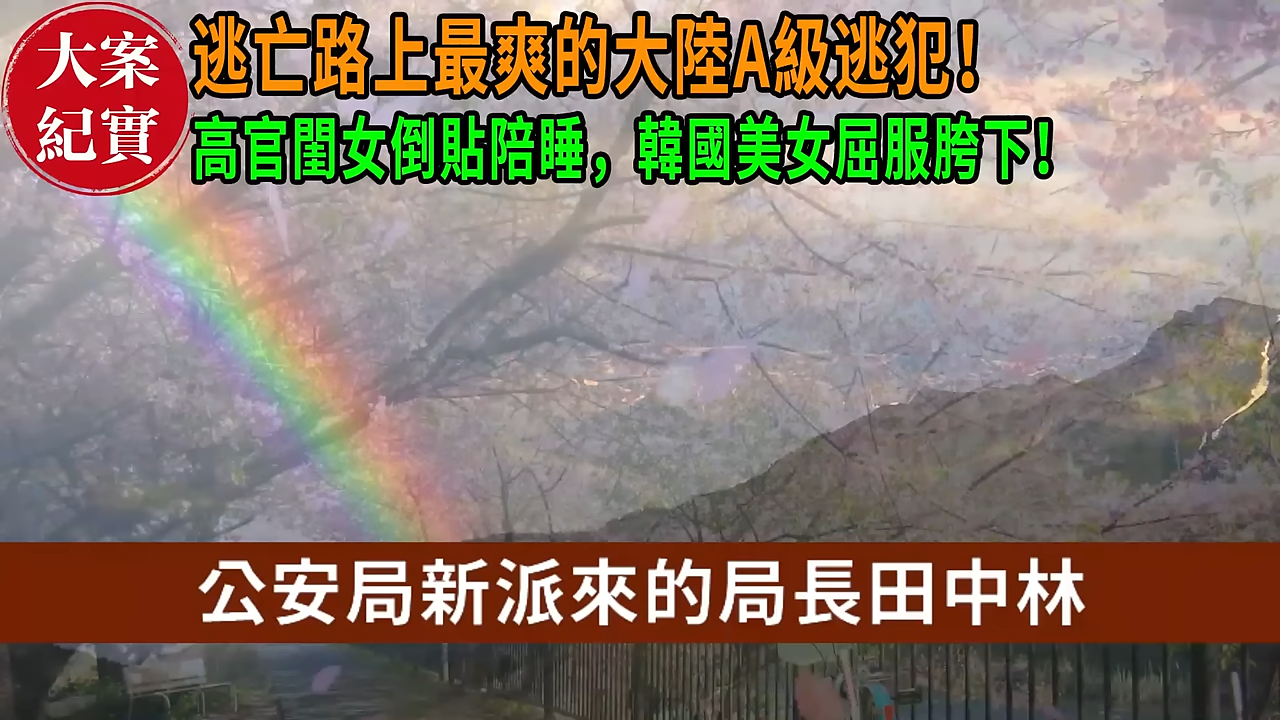 大案
紀實
逃亡路上最爽的大陸A級逃犯！
高官閨女倒貼陪睡，韓國美女屈服胯下！
公安局新派來的局長田中林